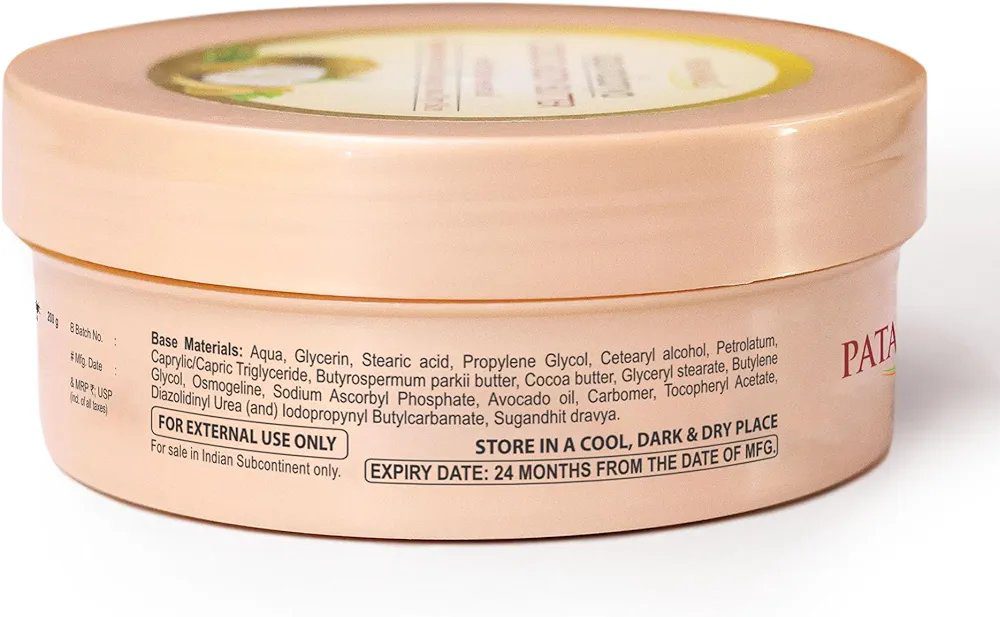 200 g
B Batch No. :
# Mfg. Date :
& MRP ₹: USP
(incl. of all taxes)
Base Materials: Aqua, Glycerin, Stearic acid, Propylene Glycol, Cetearyl alcohol, Petrolatum,
Caprylic/Capric Triglyceride, Butyrospermum parkii butter, Cocoa butter, Glyceryl stearate, Butylene
Glycol, Osmogeline, Sodium Ascorbyl Phosphate, Avocado oil, Carbomer, Tocopheryl Acetate,
Diazolidinyl Urea (and) Iodopropynyl Butylcarbamate, Sugandhit dravya.
FOR EXTERNAL USE ONLY
For sale in Indian Subcontinent only.
STORE IN A COOL, DARK & DRY PLACE
EXPIRY DATE: 24 MONTHS FROM THE DATE OF MFG.
PATA